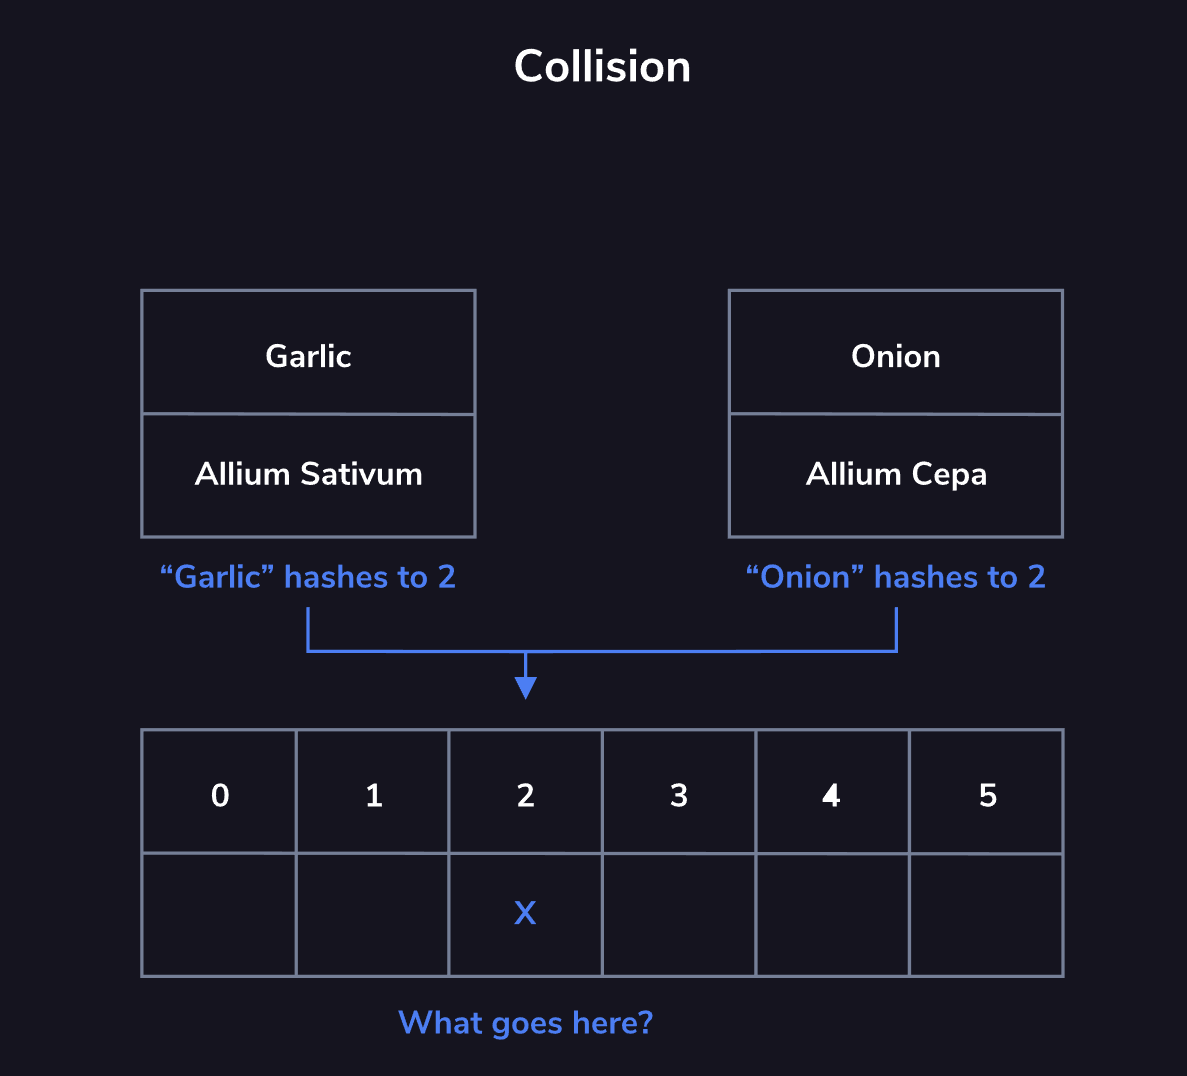 Collision
Garlic
Onion
Allium Sativum
Allium Cepa
“Garlic” hashes to 2
“Onion” hashes to 2
0 1 2 3 4 5
X
What goes here?